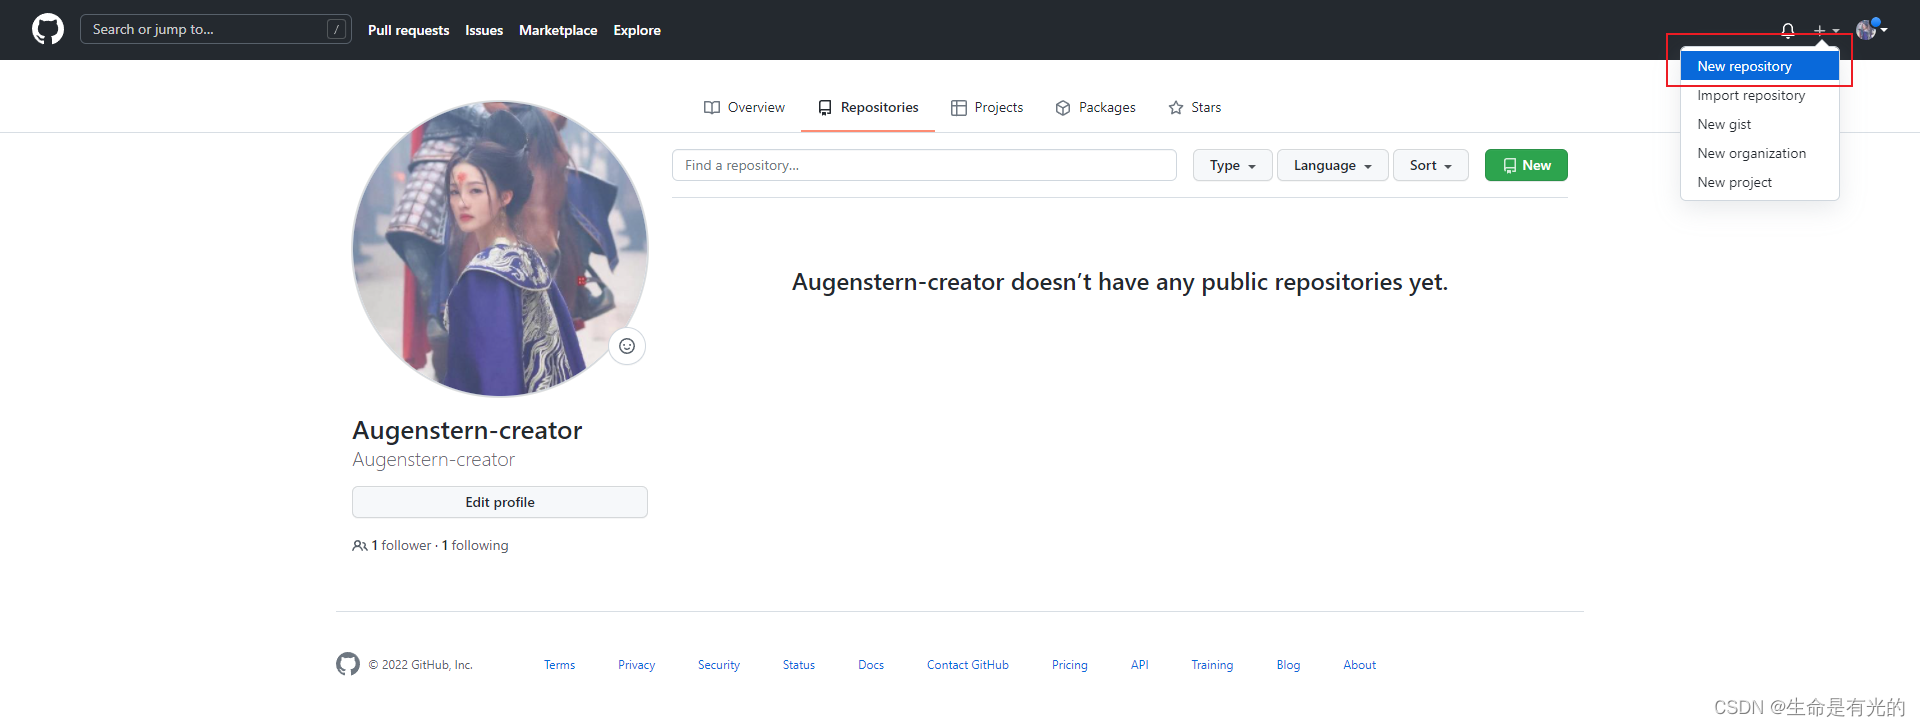 Search or jump to... /
Pull requests Issues Marketplace Explore
New repository
Import repository
New gist
New organization
New project
Overview Repositories Projects Packages Stars
Find a repository... Type Language Sort New
Augenstern-creator doesn’t have any public repositories yet.
Augenstern-creator
Augenstern-creator
Edit profile
1 follower · 1 following
© 2022 GitHub, Inc. Terms Privacy Security Status Docs Contact GitHub Pricing API Training Blog About
CSDN @生命是有光的